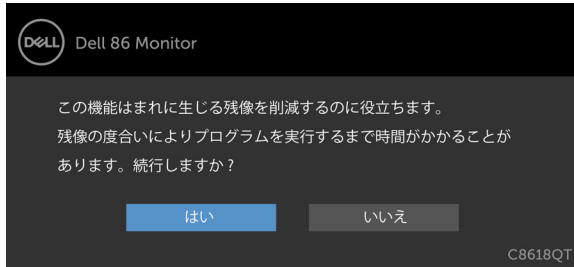 DELL
Dell 86 Monitor
この機能はまれに生じる残像を削減するのに役立ちます。
残像の度合いによりプログラムを実行するまで時間がかかることが
あります。続行しますか?
はい
いいえ
C8618QT